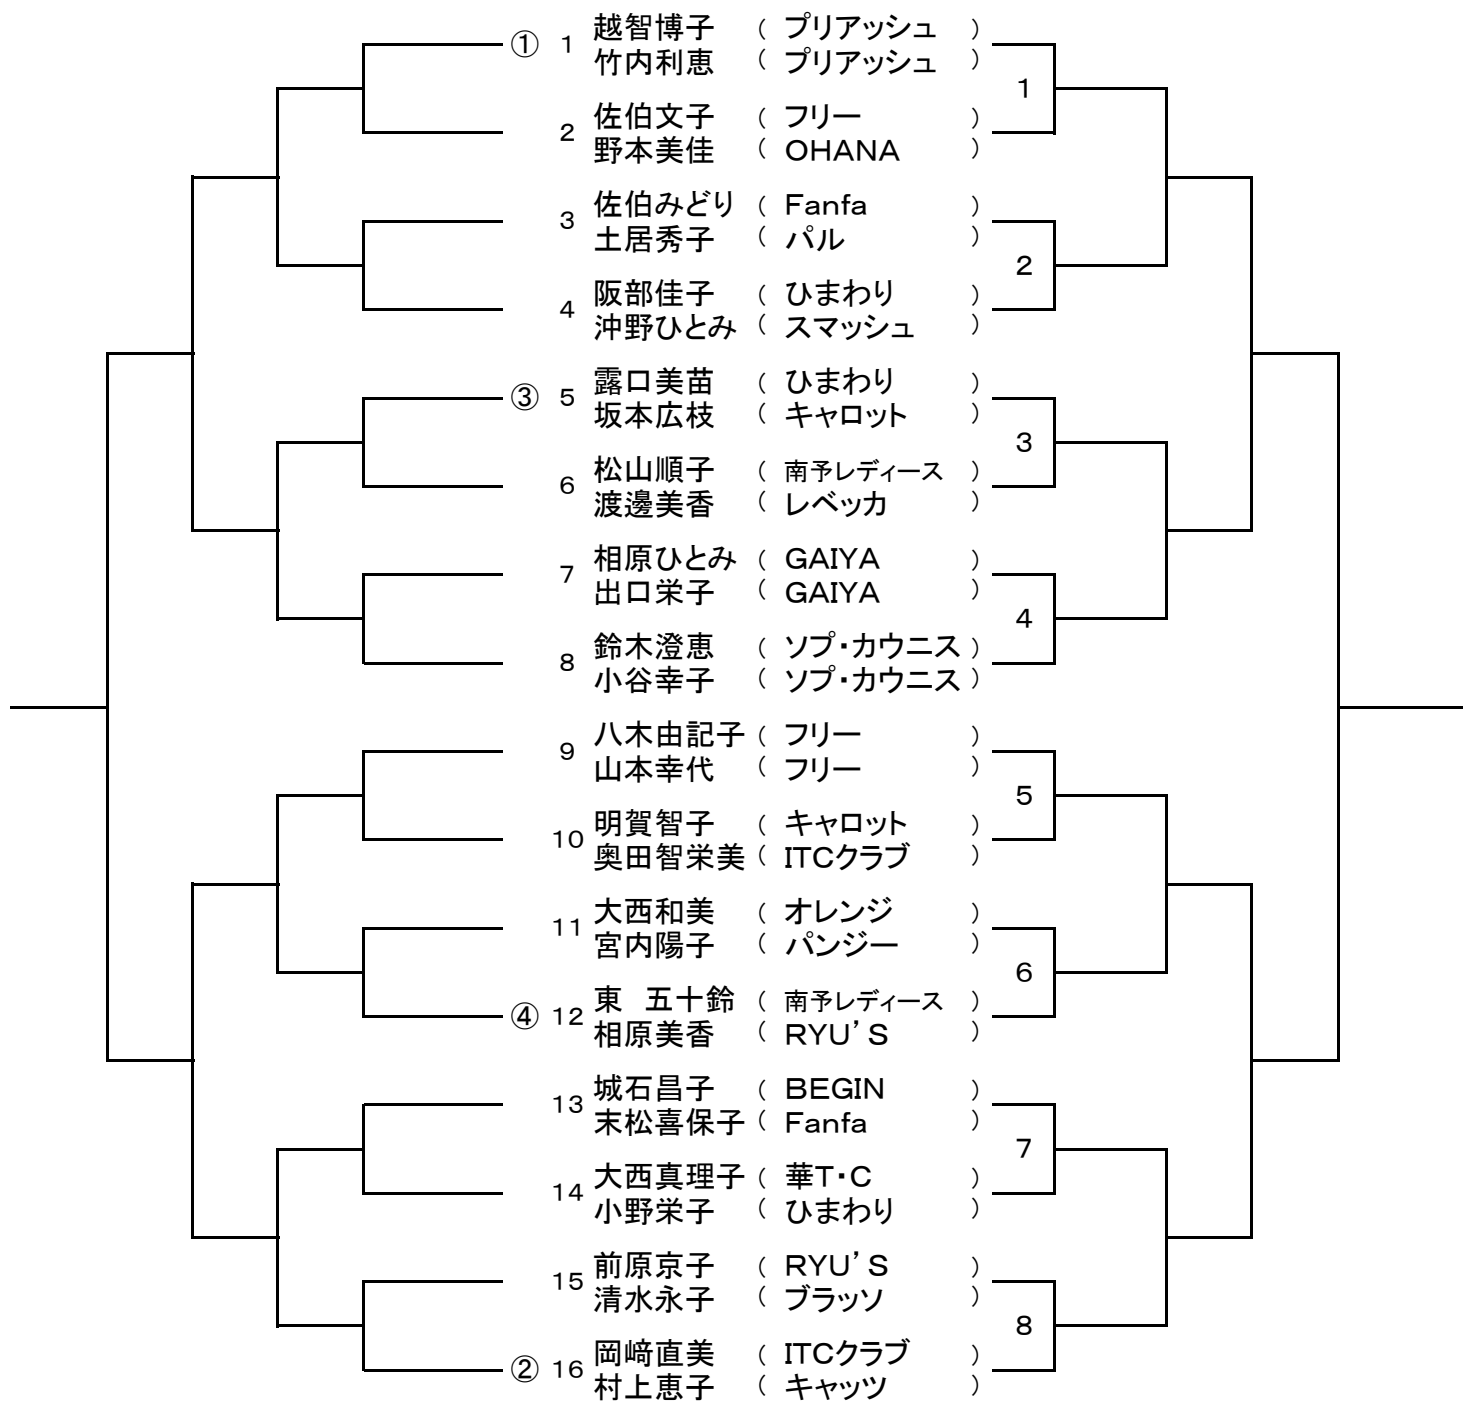 ① 1 越智博子 ( プリアッシュ )
竹内利恵 ( プリアッシュ )
1
2 佐伯文子 ( フリー )
野本美佳 ( OHANA )
3 佐伯みどり ( Fanfa )
土居秀子 ( パル )
2
4 阪部佳子 ( ひまわり )
沖野ひとみ ( スマッシュ )
③ 5 露口美苗 ( ひまわり )
坂本広枝 ( キャロット )
3
6 松山順子 ( 南予レディース )
渡邊美香 ( レベッカ )
7 相原ひとみ ( GAIYA )
出口栄子 ( GAIYA )
4
8 鈴木澄恵 ( ソプ・カウニス )
小谷幸子 ( ソプ・カウニス )
9 八木由記子 ( フリー )
山本幸代 ( フリー )
5
10 明賀智子 ( キャロット )
奥田智栄美 ( ITCクラブ )
11 大西和美 ( オレンジ )
宮内陽子 ( パンジー )
6
④ 12 東　五十鈴 ( 南予レディース )
相原美香 ( RYU’S )
13 城石昌子 ( BEGIN )
末松喜保子 ( Fanfa )
7
14 大西真理子 ( 華T・C )
小野栄子 ( ひまわり )
15 前原京子 ( RYU’S )
清水永子 ( ブラッソ )
8
② 16 岡﨑直美 ( ITCクラブ )
村上恵子 ( キャッツ )